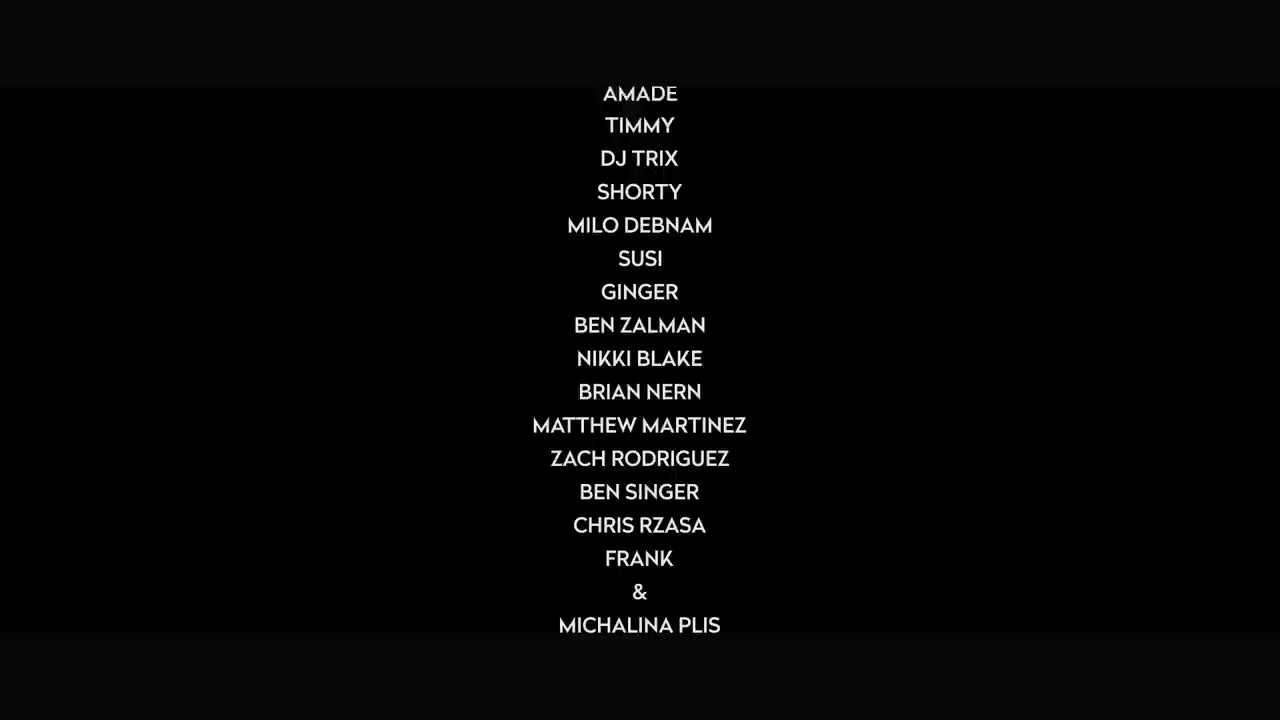 AMADE
TIMMY
DJ TRIX
SHORTY
MILO DEBNAM
SUSI
GINGER
BEN ZALMAN
NIKKI BLAKE
BRIAN NERN
MATTHEW MARTINEZ
ZACH RODRIGUEZ
BEN SINGER
CHRIS RZASA
FRANK
&
MICHALINA PLIS